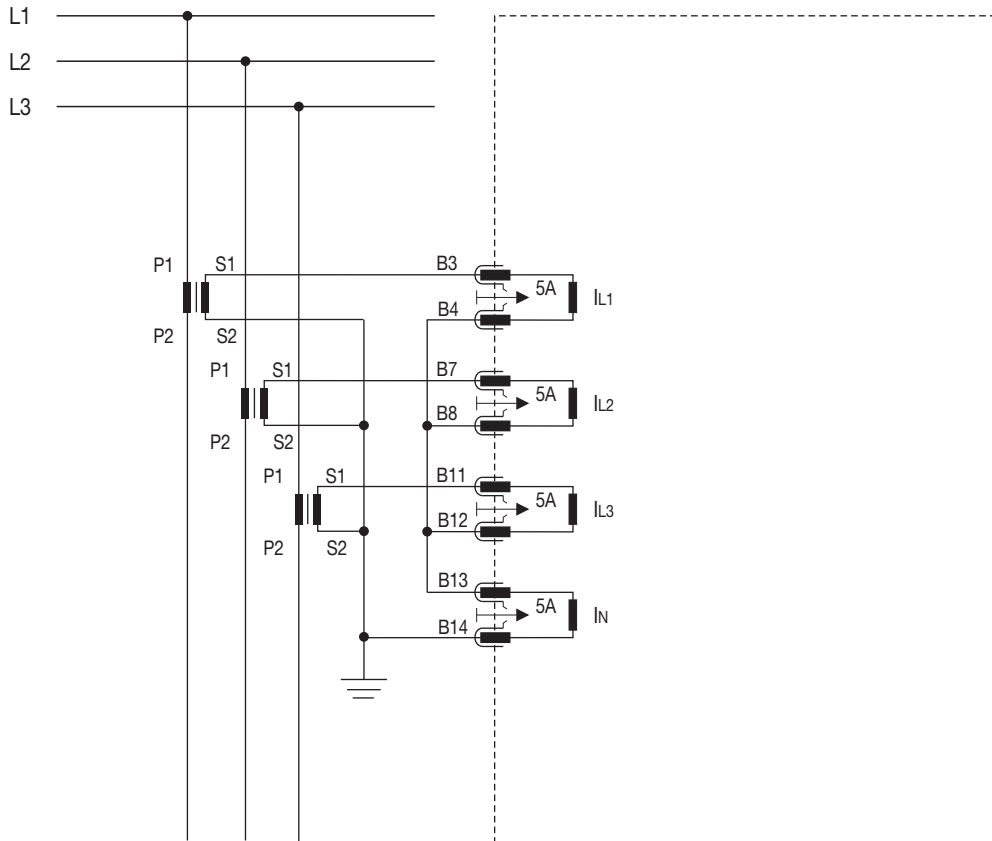 L1
L2
L3
P1 S1 B3
5A IL1
B4
P2 S2
P1 S1 B7
5A IL2
B8
P2 S2
P1 S1 B11
5A IL3
B12
P2 S2
B13
5A IN
B14